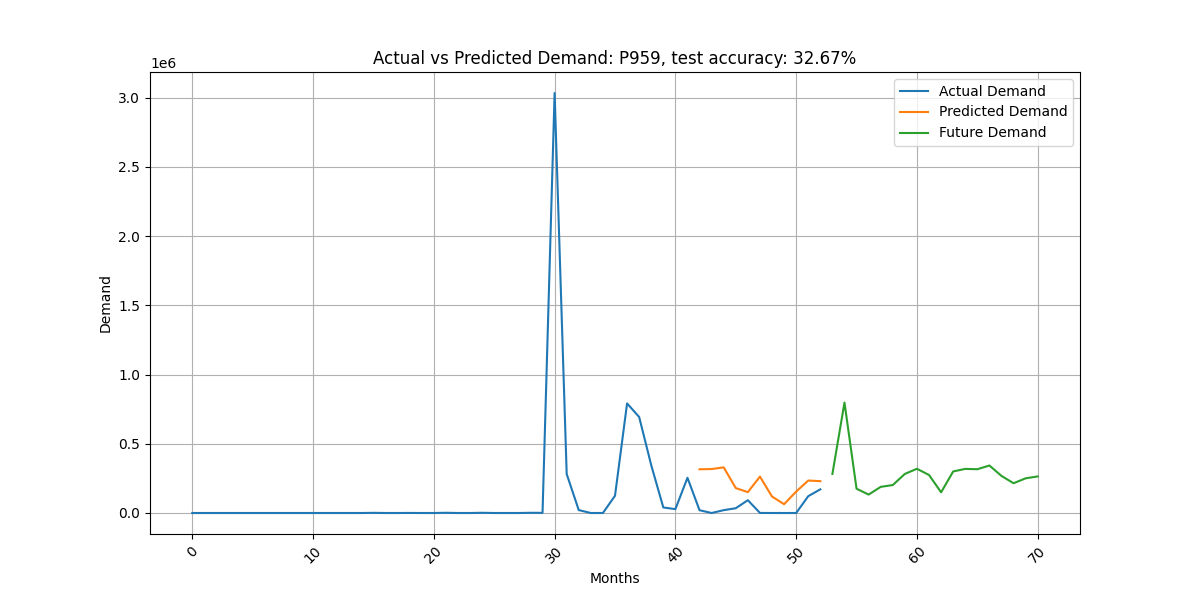 Actual vs Predicted Demand: P959, test accuracy: 32.67%
1e6
Actual Demand
Predicted Demand
Future Demand
3.0
2.5
2.0
1.5
1.0
0.5
0.0
Demand
0 10 20 30 40 50 60 70
Months